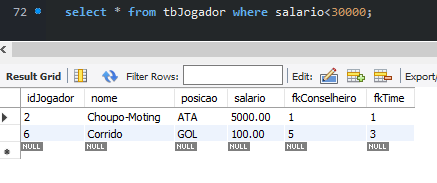 72 select * from tbJogador where salario<30000;
Result Grid Filter Rows: Edit: Export/
idJogador nome posicao salario fkConselheiro fkTime
2 Choupo-Moting ATA 5000.00 1 1
6 Corrido GOL 100.00 5 3
NULL NULL NULL NULL NULL NULL